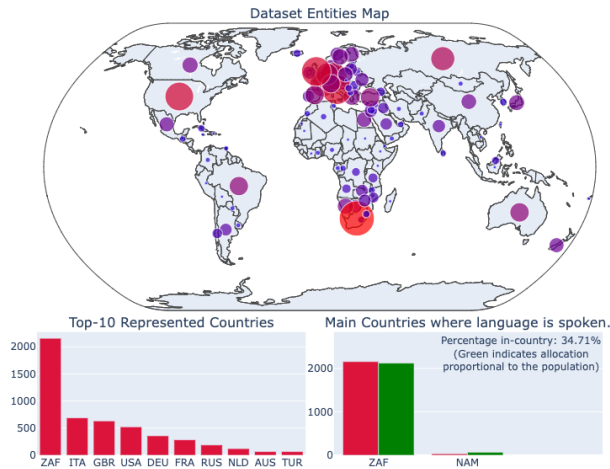 Dataset Entities Map
Top-10 Represented Countries
2000
1500
1000
500
0
ZAF ITA GBR USA DEU FRA RUS NLD AUS TUR
Main Countries where language is spoken.
Percentage in-country: 34.71%
(Green indicates allocation
proportional to the population)
2000
1000
0
ZAF NAM